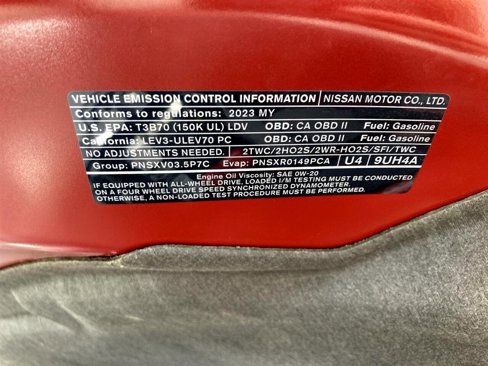 VEHICLE EMISSION CONTROL INFORMATION NISSAN MOTOR CO., LTD.
Conforms to regulations: 2023 MY
U.S. EPA: T3B70 (150K UL) LDV OBD: CA OBD II Fuel: Gasoline
California: LEV3-ULEV70 PC OBD: CA OBD II Fuel: Gasoline
NO ADJUSTMENTS NEEDED. 2TWC/2HO2S/2WR-HO2S/SFI/TWC
Group: PNSXV03.5P7C Evap: PNSXR0149PCA U4 9UH4A
Engine Oil Viscosity: SAE 0W-20
IF EQUIPPED WITH ALL-WHEEL DRIVE, LOADED I/M TESTING MUST BE CONDUCTED
ON A FOUR-WHEEL DRIVE SPEED SYNCHRONIZED DYNAMOMETER.
OTHERWISE, A NON-LOADED TEST PROCEDURE MUST BE PERFORMED.